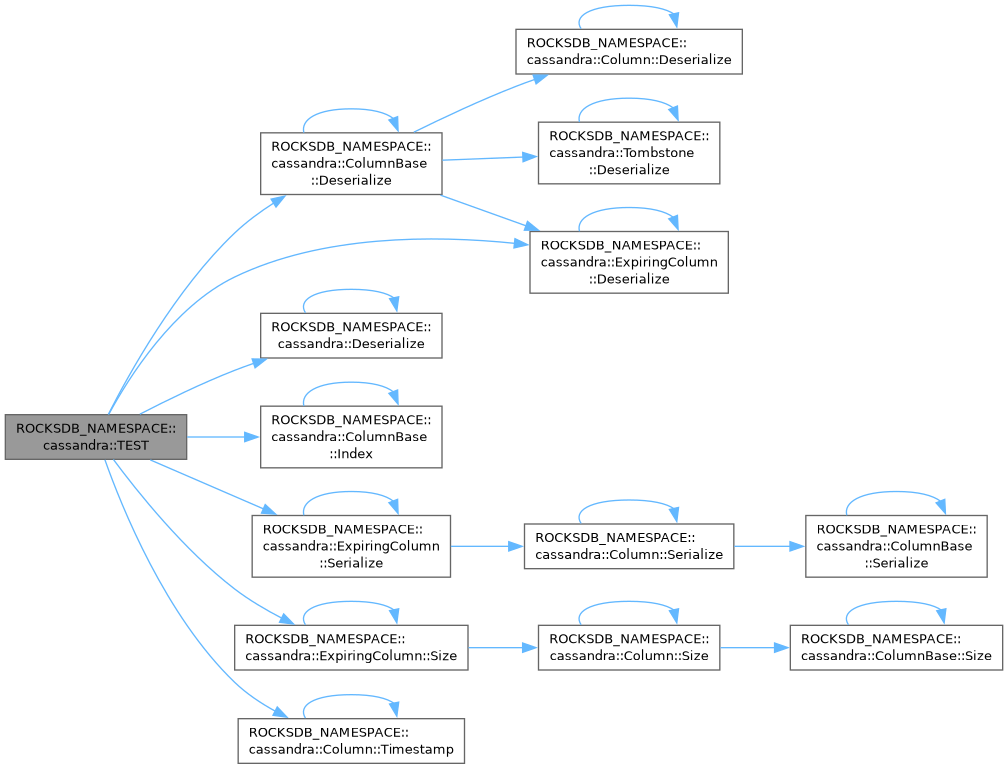 ROCKSDB_NAMESPACE::
cassandra::TEST
ROCKSDB_NAMESPACE::
cassandra::ColumnBase
::Deserialize
ROCKSDB_NAMESPACE::
cassandra::Column::Deserialize
ROCKSDB_NAMESPACE::
cassandra::Tombstone
::Deserialize
ROCKSDB_NAMESPACE::
cassandra::ExpiringColumn
::Deserialize
ROCKSDB_NAMESPACE::
cassandra::Deserialize
ROCKSDB_NAMESPACE::
cassandra::ColumnBase
::Index
ROCKSDB_NAMESPACE::
cassandra::ExpiringColumn
::Serialize
ROCKSDB_NAMESPACE::
cassandra::Column::Serialize
ROCKSDB_NAMESPACE::
cassandra::ColumnBase
::Serialize
ROCKSDB_NAMESPACE::
cassandra::ExpiringColumn::Size
ROCKSDB_NAMESPACE::
cassandra::Column::Size
ROCKSDB_NAMESPACE::
cassandra::ColumnBase::Size
ROCKSDB_NAMESPACE::
cassandra::Column::Timestamp